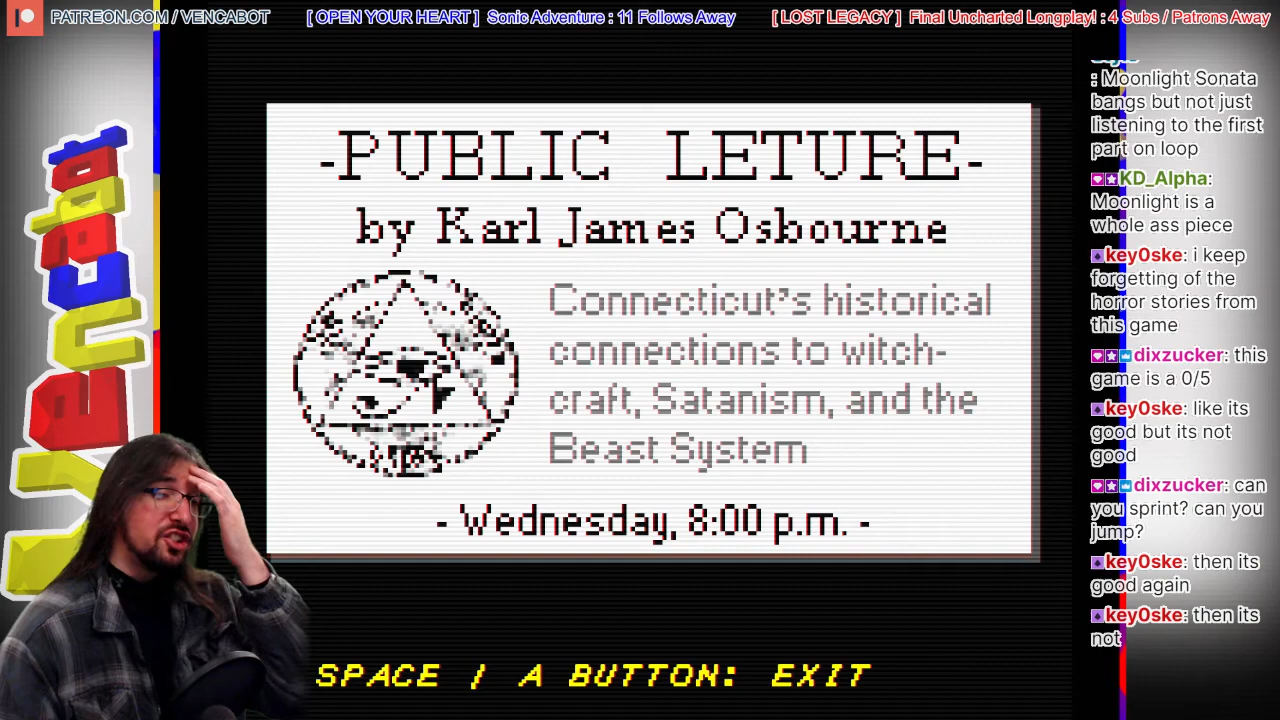 PATREON.COM / VENCABOT
[ OPEN YOUR HEART ] Sonic Adventure : 11 Follows Away
[ LOST LEGACY ] Final Uncharted Longplay! : 4 Subs / Patrons Away
Vencabot
-PUBLIC LETURE-
by Karl James Osbourne
Connecticut's historical
connections to witch-
craft, Satanism, and the
Beast System
- Wednesday, 8:00 p.m. -
SPACE / A BUTTON: EXIT
: Moonlight Sonata
bangs but not just
listening to the first
part on loop
KD_Alpha:
Moonlight is a
whole ass piece
key0ske: i keep
forgetting of the
horror stories from
this game
dixzucker: this
game is a 0/5
key0ske: like its
good but its not
good
dixzucker: can
you sprint? can you
jump?
key0ske: then its
good again
key0ske: then its
not